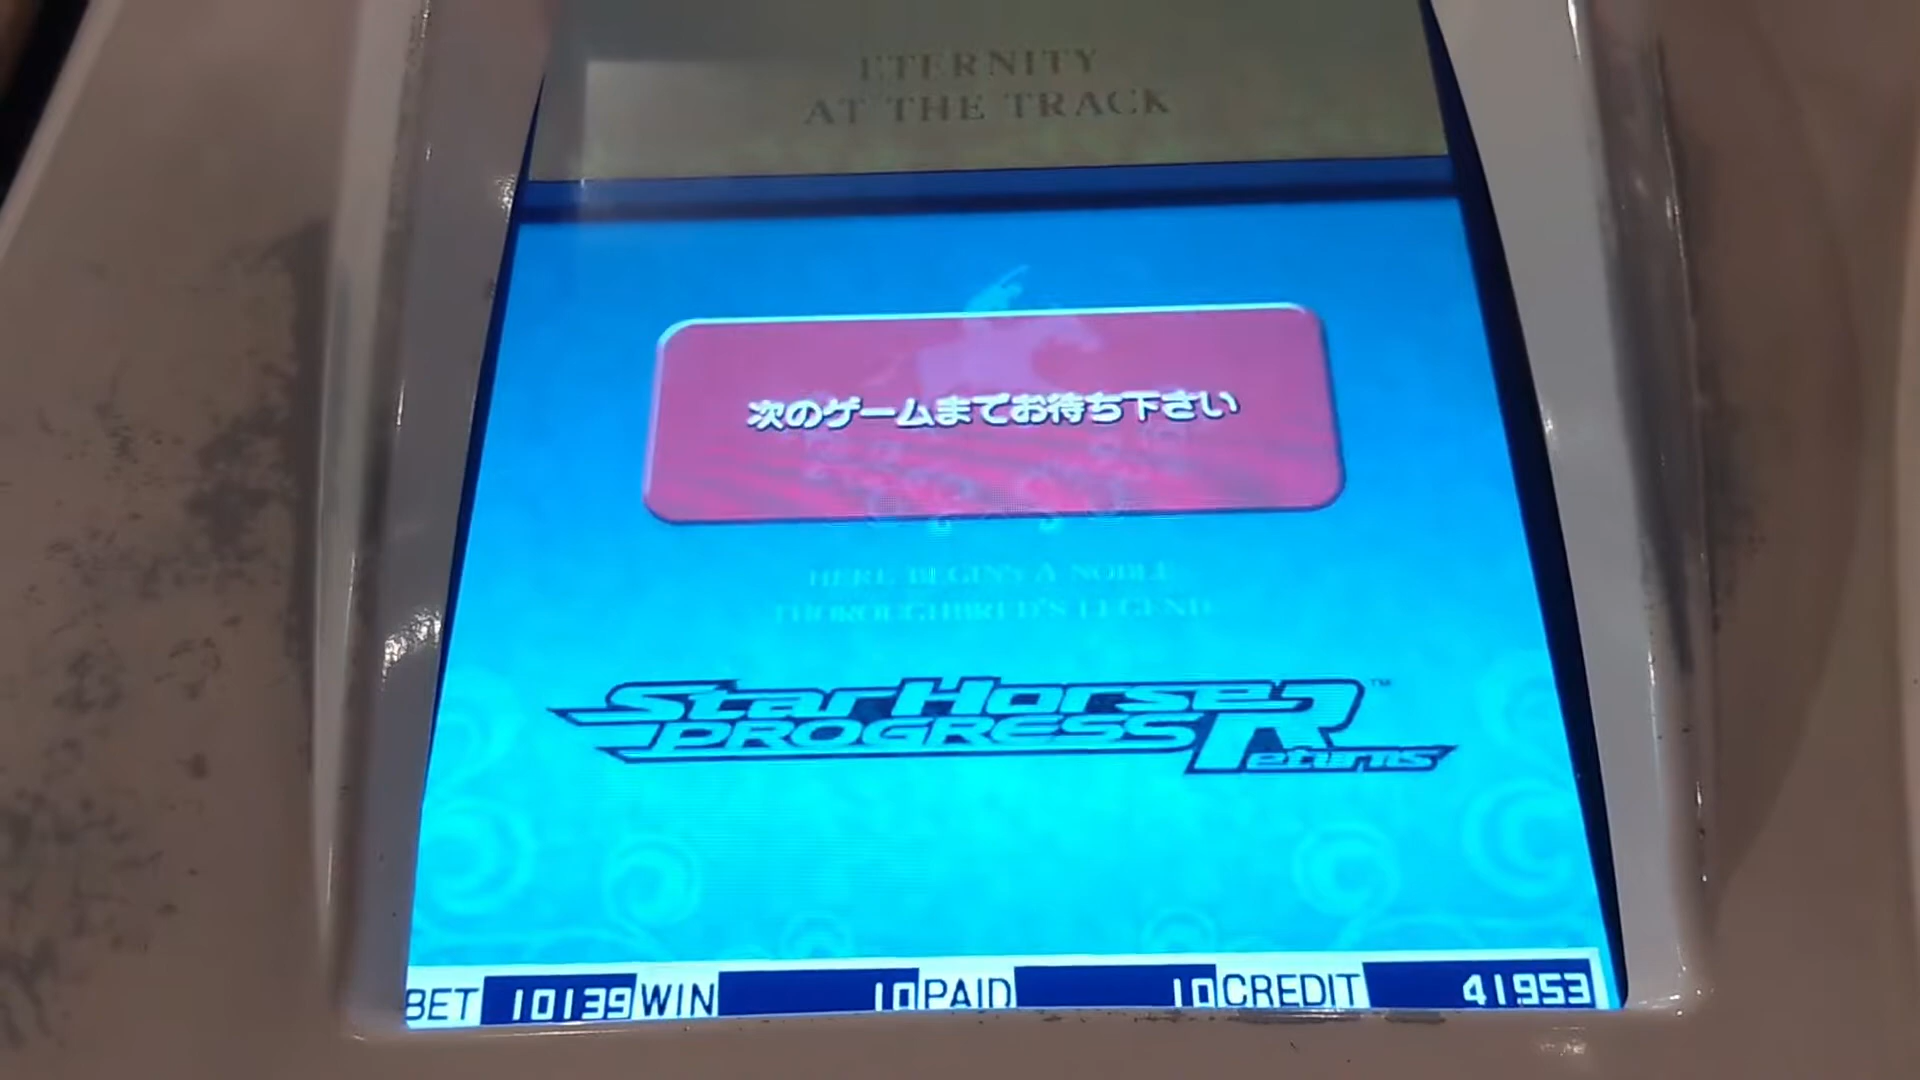 ETERNITY
AT THE TRACK
次のゲームまでお待ち下さい
HERE BEGINS A NOBLE
THOROUGHBRED'S LEGEND
StarHorse
PROGRESS Returns™
BET 10139 WIN 10 PAID 10 CREDIT 41953